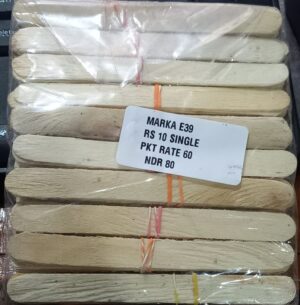 MARKA E39
RS 10 SINGLE
PKT RATE 60
NDR 80